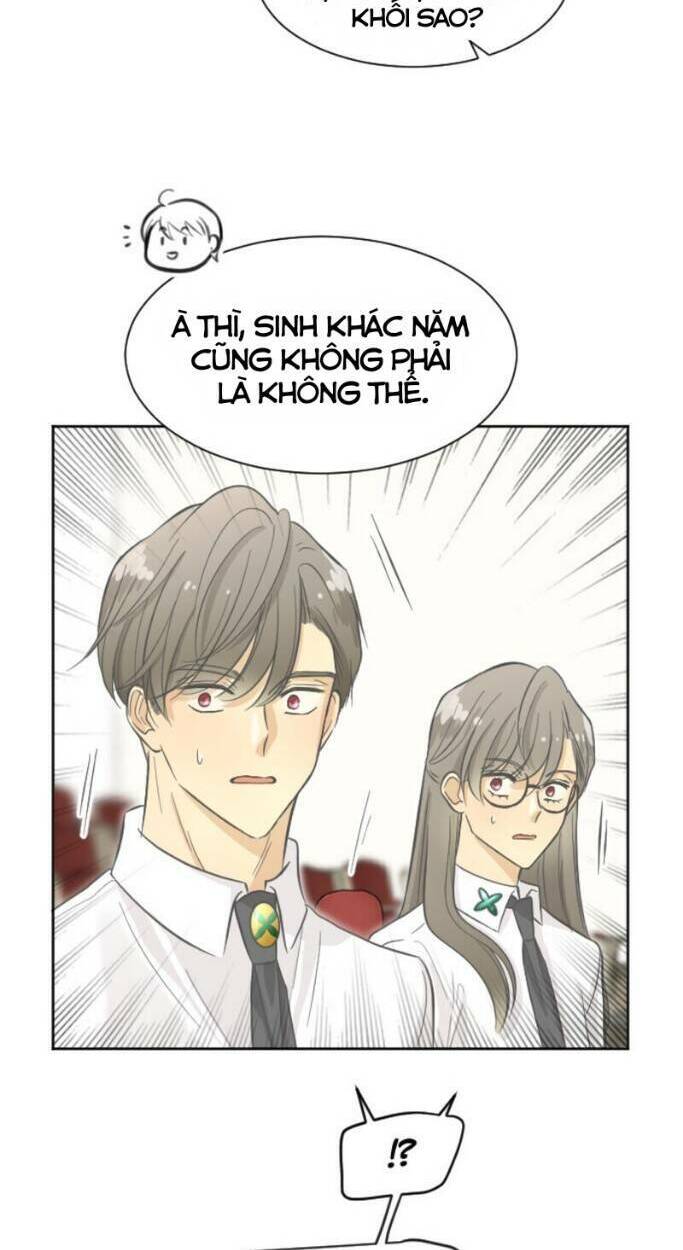 KHỐI SAO?
À THÌ, SINH KHÁC NĂM
CŨNG KHÔNG PHẢI
LÀ KHÔNG THỂ.
!?